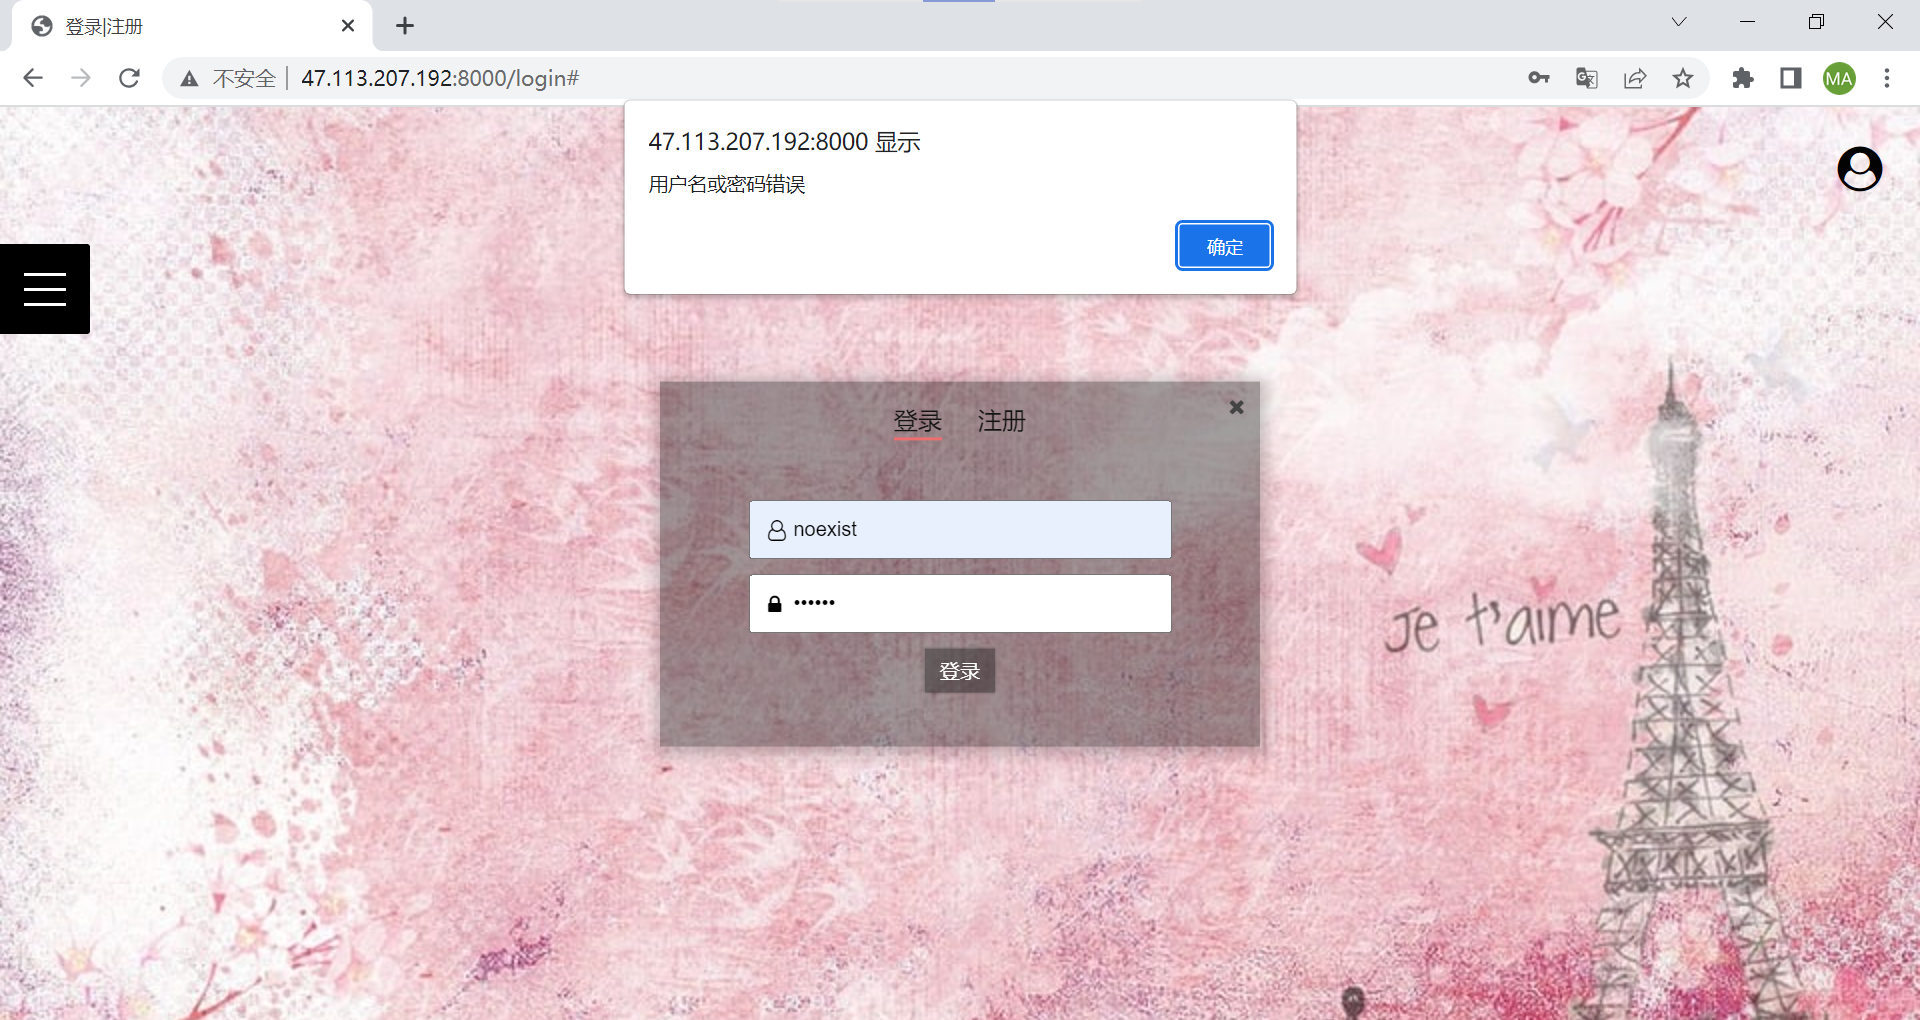 登录|注册
不安全 47.113.207.192:8000/login#
MA
47.113.207.192:8000 显示
用户名或密码错误
确定
登录 注册
noexist
••••••
登录
Je t'aime